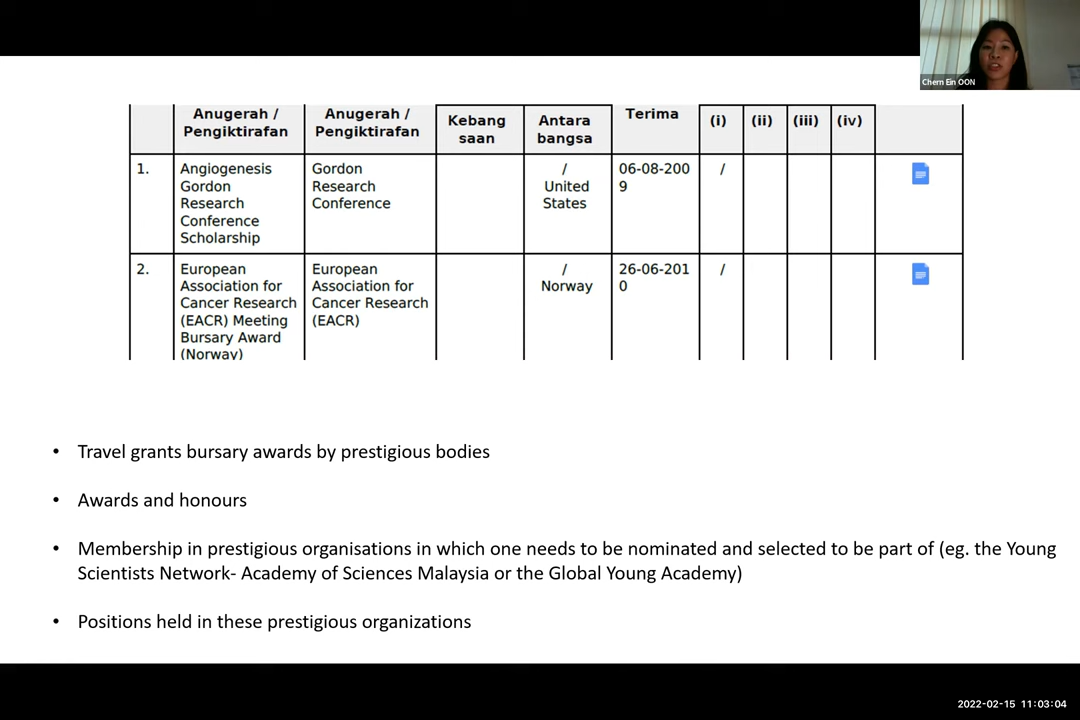 Chern Ein OON
Anugerah / Pengiktirafan
Anugerah / Pengiktirafan
Kebang saan
Antara bangsa
Terima
(i)
(ii)
(iii)
(iv)
1.
Angiogenesis
Gordon
Research
Conference
Scholarship
Gordon
Research
Conference
/
United
States
06-08-200
9
/
2.
European
Association for
Cancer Research
(EACR) Meeting
Bursary Award
(Norway)
European
Association for
Cancer Research
(EACR)
/
Norway
26-06-201
0
/
• Travel grants bursary awards by prestigious bodies
• Awards and honours
• Membership in prestigious organisations in which one needs to be nominated and selected to be part of (eg. the Young
Scientists Network- Academy of Sciences Malaysia or the Global Young Academy)
• Positions held in these prestigious organizations
2022-02-15 11:03:04